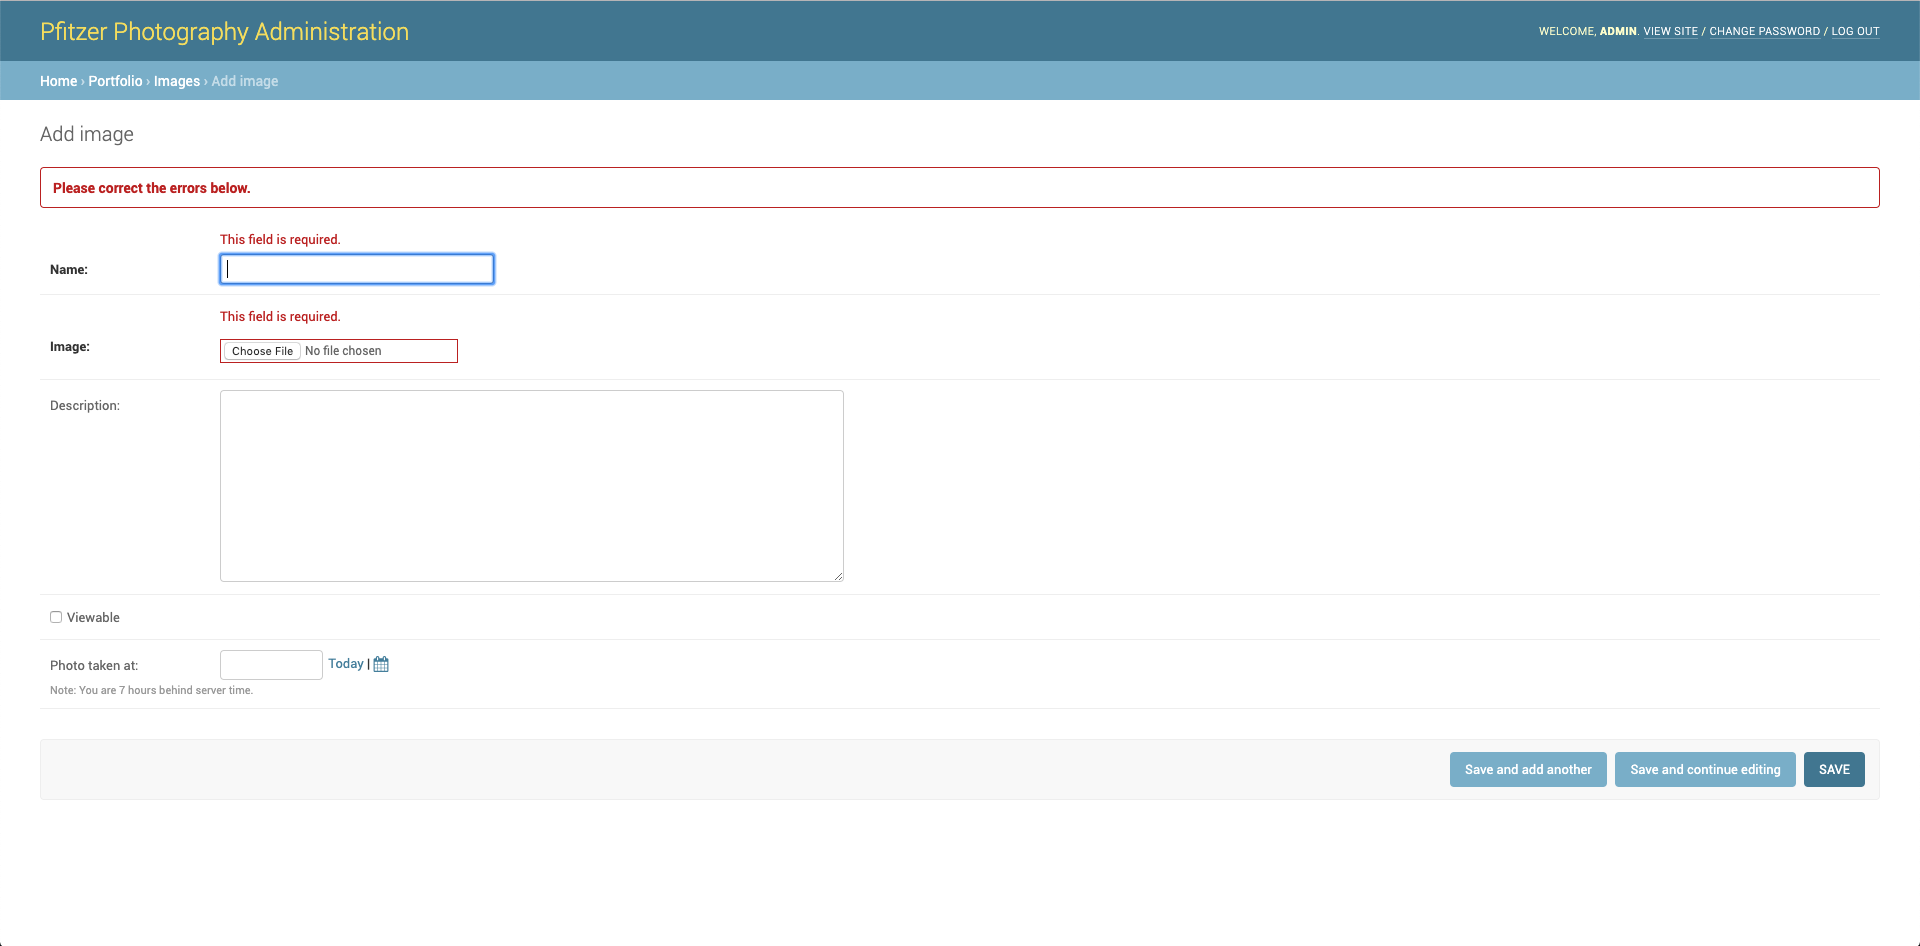 Pfitzer Photography Administration
WELCOME, ADMIN. VIEW SITE / CHANGE PASSWORD / LOG OUT
Home › Portfolio › Images › Add image
Add image
Please correct the errors below.
This field is required.
Name:
This field is required.
Image:
Choose File No file chosen
Description:
Viewable
Photo taken at:
Today |
Note: You are 7 hours behind server time.
Save and add another
Save and continue editing
SAVE